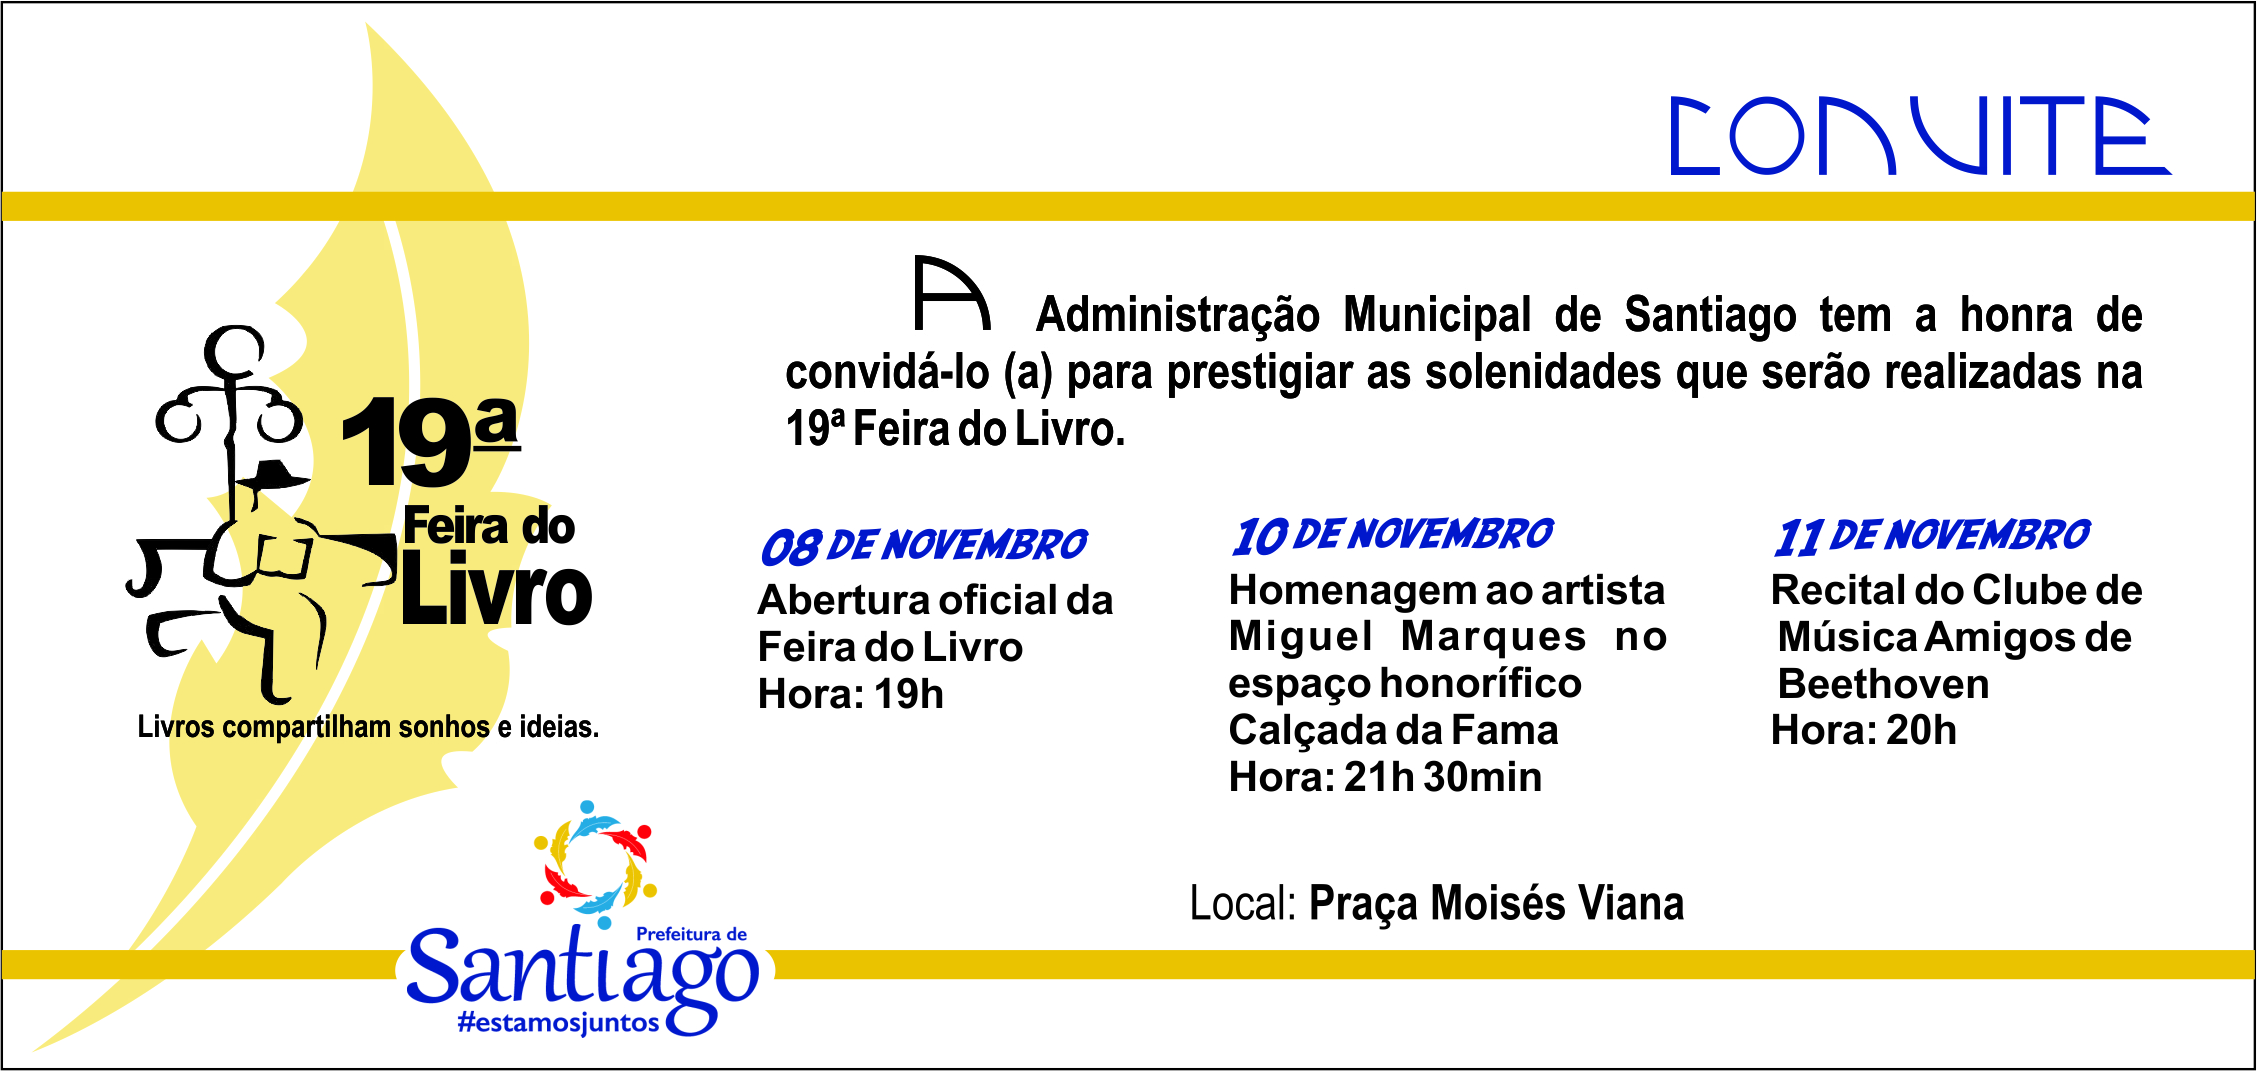 CONVITE
A Administração Municipal de Santiago tem a honra de
convidá-lo (a) para prestigiar as solenidades que serão realizadas na
19ª Feira do Livro.
19ª
Feira do
Livro
Livros compartilham sonhos e ideias.
08 DE NOVEMBRO
Abertura oficial da
Feira do Livro
Hora: 19h
10 DE NOVEMBRO
Homenagem ao artista
Miguel Marques no
espaço honorífico
Calçada da Fama
Hora: 21h 30min
11 DE NOVEMBRO
Recital do Clube de
Música Amigos de
Beethoven
Hora: 20h
Local: Praça Moisés Viana
Prefeitura de
Santiago
#estamosjuntos